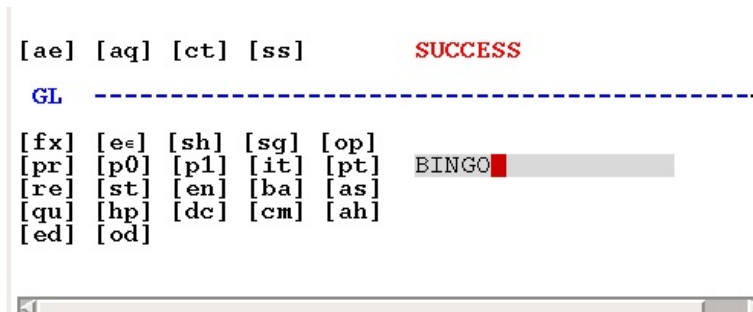 [ae] [aq] [ct] [ss] SUCCESS
GL ---------------------------------------------
[fx] [e∊] [sh] [sg] [op]
[pr] [p0] [p1] [it] [pt] BINGO
[re] [st] [en] [ba] [as]
[qu] [hp] [dc] [cm] [ah]
[ed] [od]